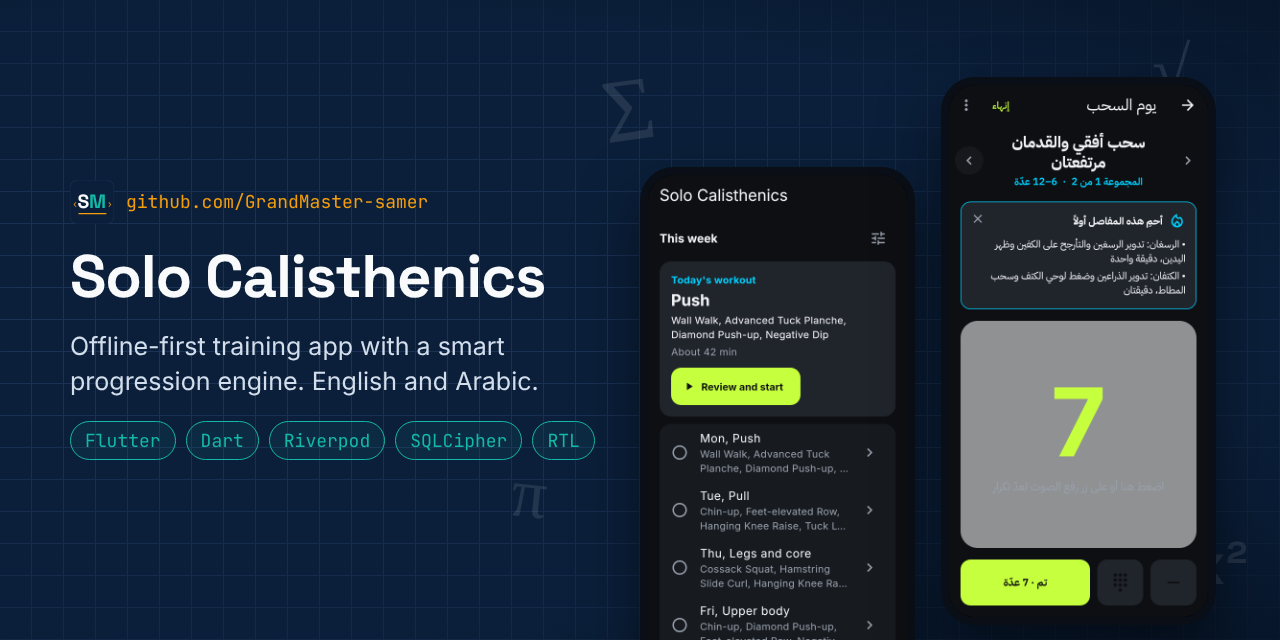 SM
github.com/GrandMaster-samer
Solo Calisthenics
Offline-first training app with a smart
progression engine. English and Arabic.
Flutter
Dart
Riverpod
SQLCipher
RTL
Σ
π
√
x²
Solo Calisthenics
This week
Today's workout
Push
Wall Walk, Advanced Tuck Planche,
Diamond Push-up, Negative Dip
About 42 min
Review and start
Mon, Push
Wall Walk, Advanced Tuck
Planche, Diamond Push-up, ...
Tue, Pull
Chin-up, Feet-elevated Row,
Hanging Knee Raise, Tuck L...
Thu, Legs and core
Cossack Squat, Hamstring
Slide Curl, Hanging Knee Ra...
Fri, Upper body
Chin-up, Diamond Push-up,
يوم السحب
إنهاء
سحب أفقي والقدمان
مرتفعتان
المجموعة 1 من 2 · 6–12 عدّة
أحمِ هذه المفاصل أولاً
• الرسغان: تدوير الرسغين والتأرجح على الكفين وظهر
اليدين، دقيقة واحدة
• الكتفان: تدوير الذراعين وضغط لوحي الكتف وسحب
المطاط، دقيقتان
7
تم · 7 عدّة